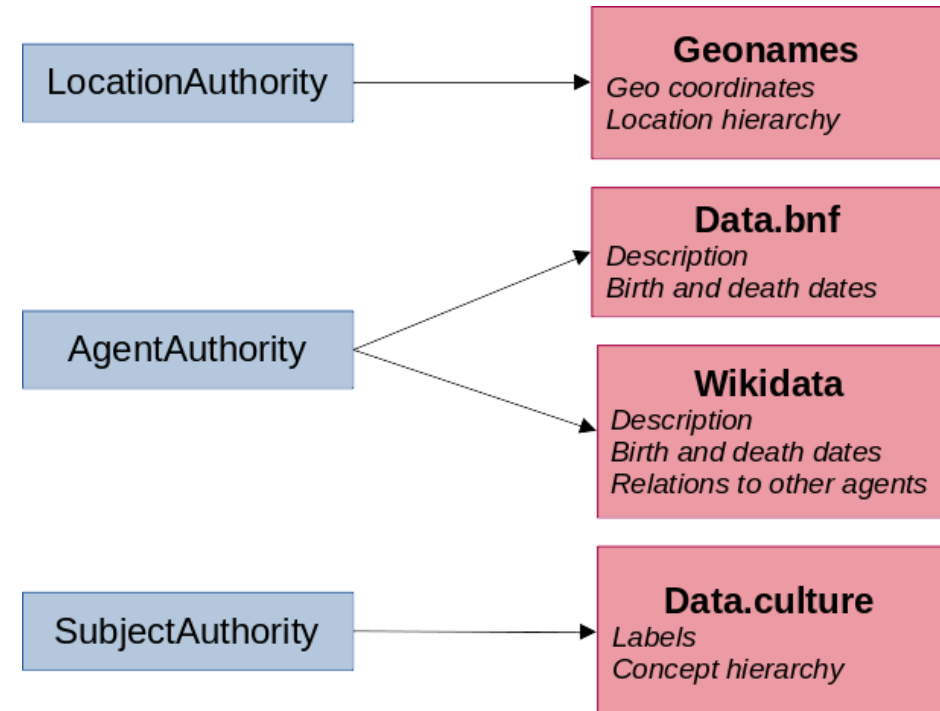 LocationAuthority
Geonames
Geo coordinates
Location hierarchy
Data.bnf
Description
Birth and death dates
AgentAuthority
Wikidata
Description
Birth and death dates
Relations to other agents
SubjectAuthority
Data.culture
Labels
Concept hierarchy